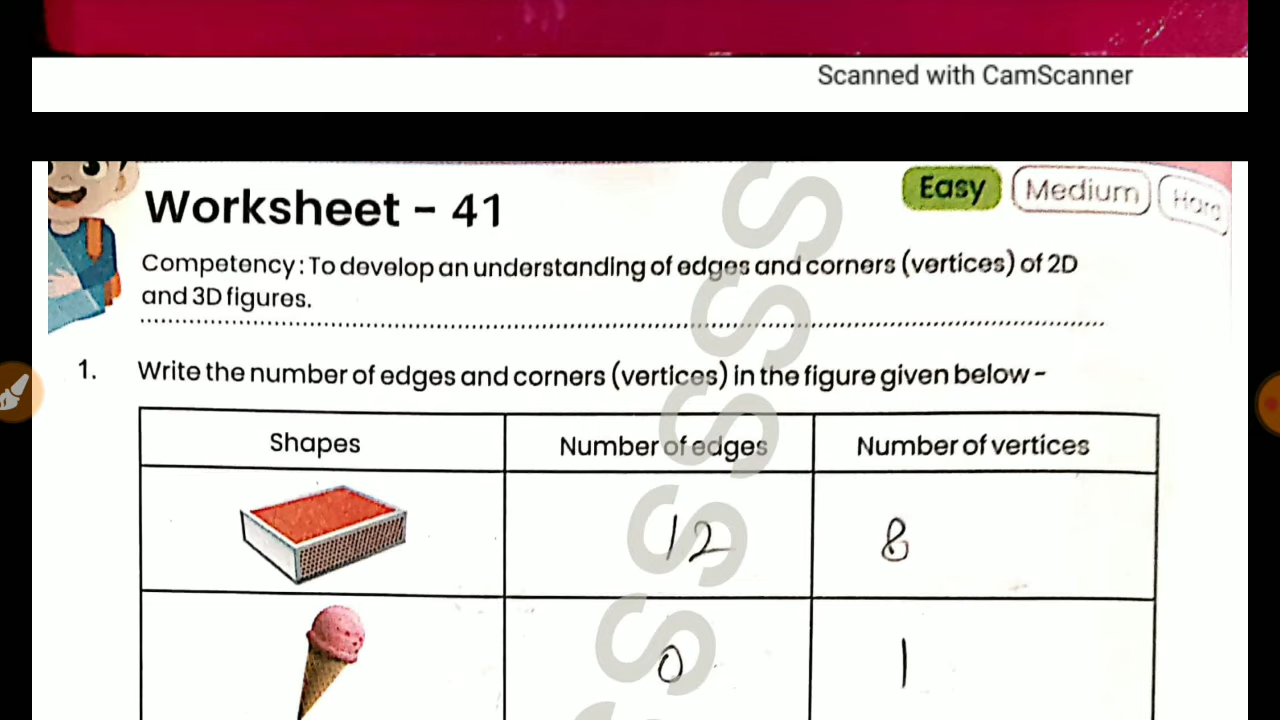 Scanned with CamScanner
Worksheet - 41
Easy Medium Hard
Competency : To develop an understanding of edges and corners (vertices) of 2D
and 3D figures.
1. Write the number of edges and corners (vertices) in the figure given below -
Shapes Number of edges Number of vertices
12 8
0 1
SSSSSS